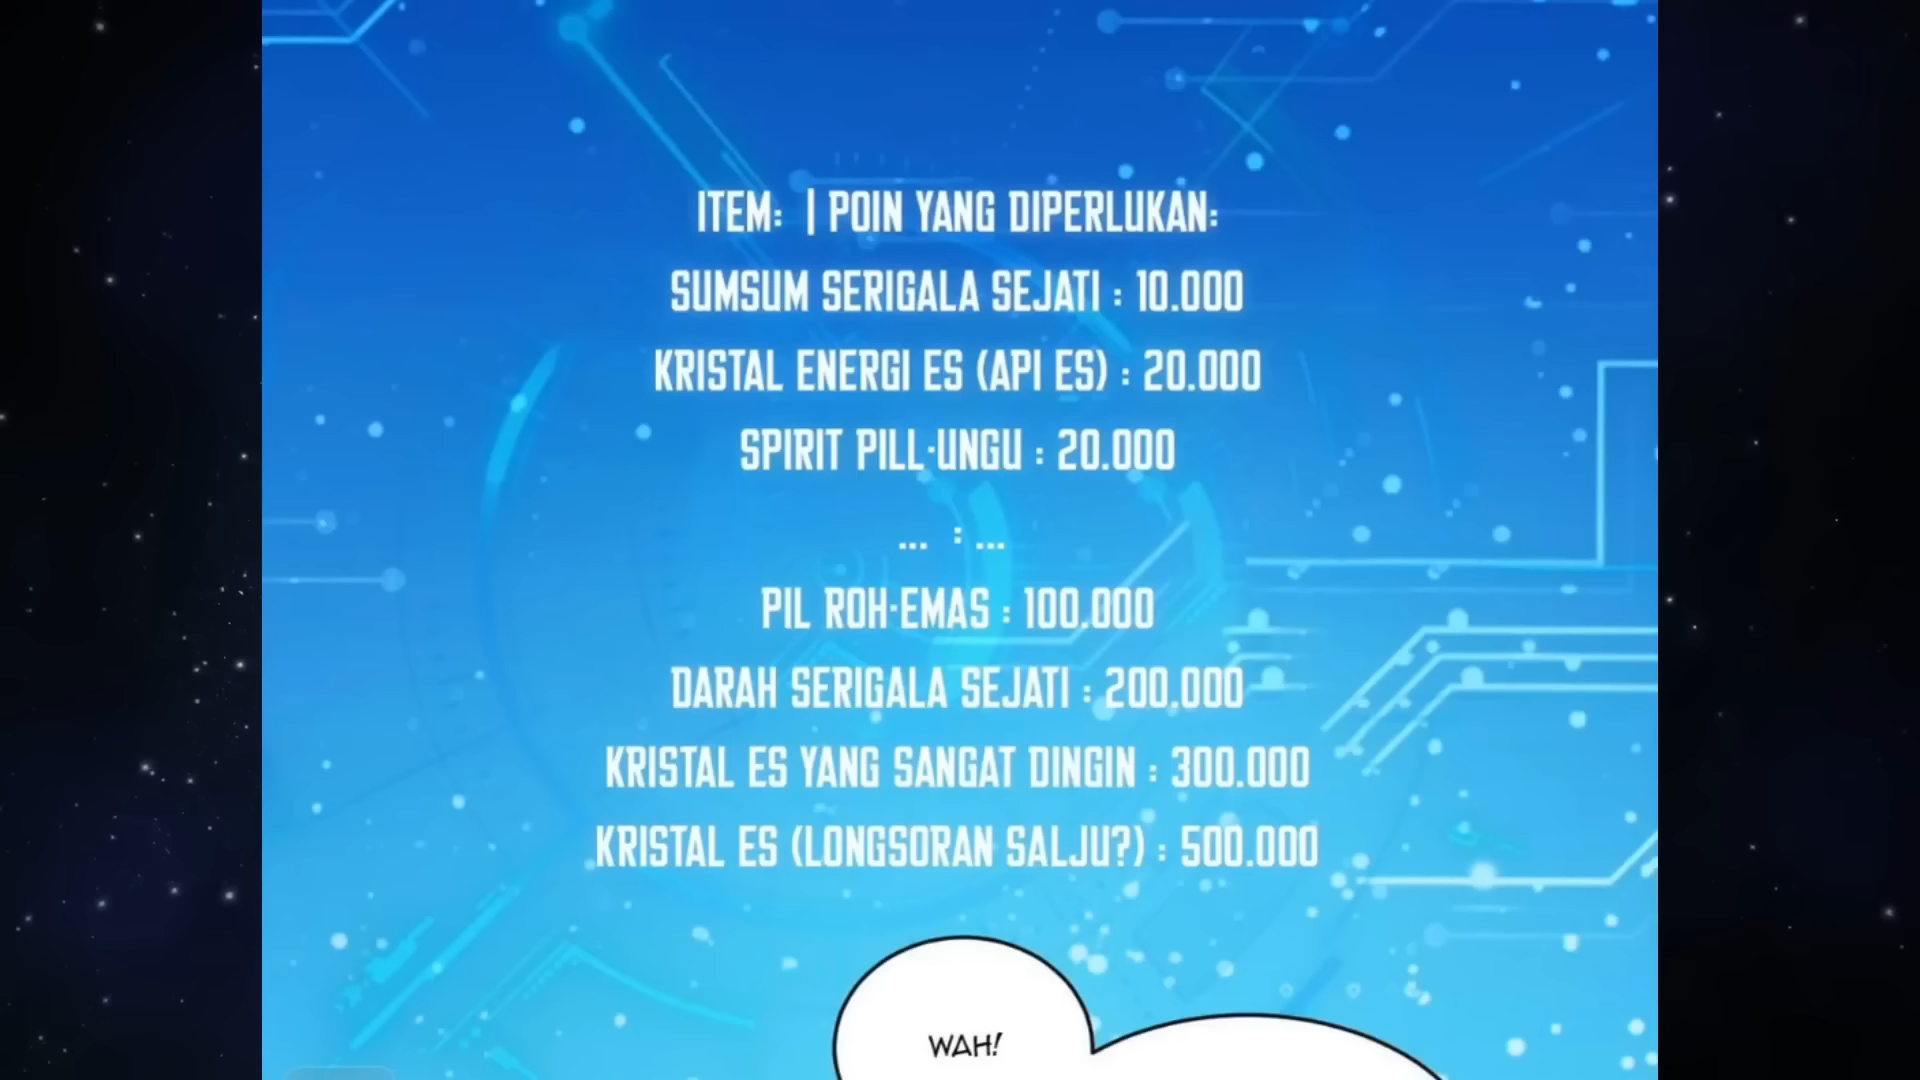 ITEM: | POIN YANG DIPERLUKAN:
SUMSUM SERIGALA SEJATI : 10.000
KRISTAL ENERGI ES (API ES) : 20.000
SPIRIT PILL·UNGU : 20.000
... : ...
PIL ROH·EMAS : 100.000
DARAH SERIGALA SEJATI : 200.000
KRISTAL ES YANG SANGAT DINGIN : 300.000
KRISTAL ES (LONGSORAN SALJU?) : 500.000
WAH!